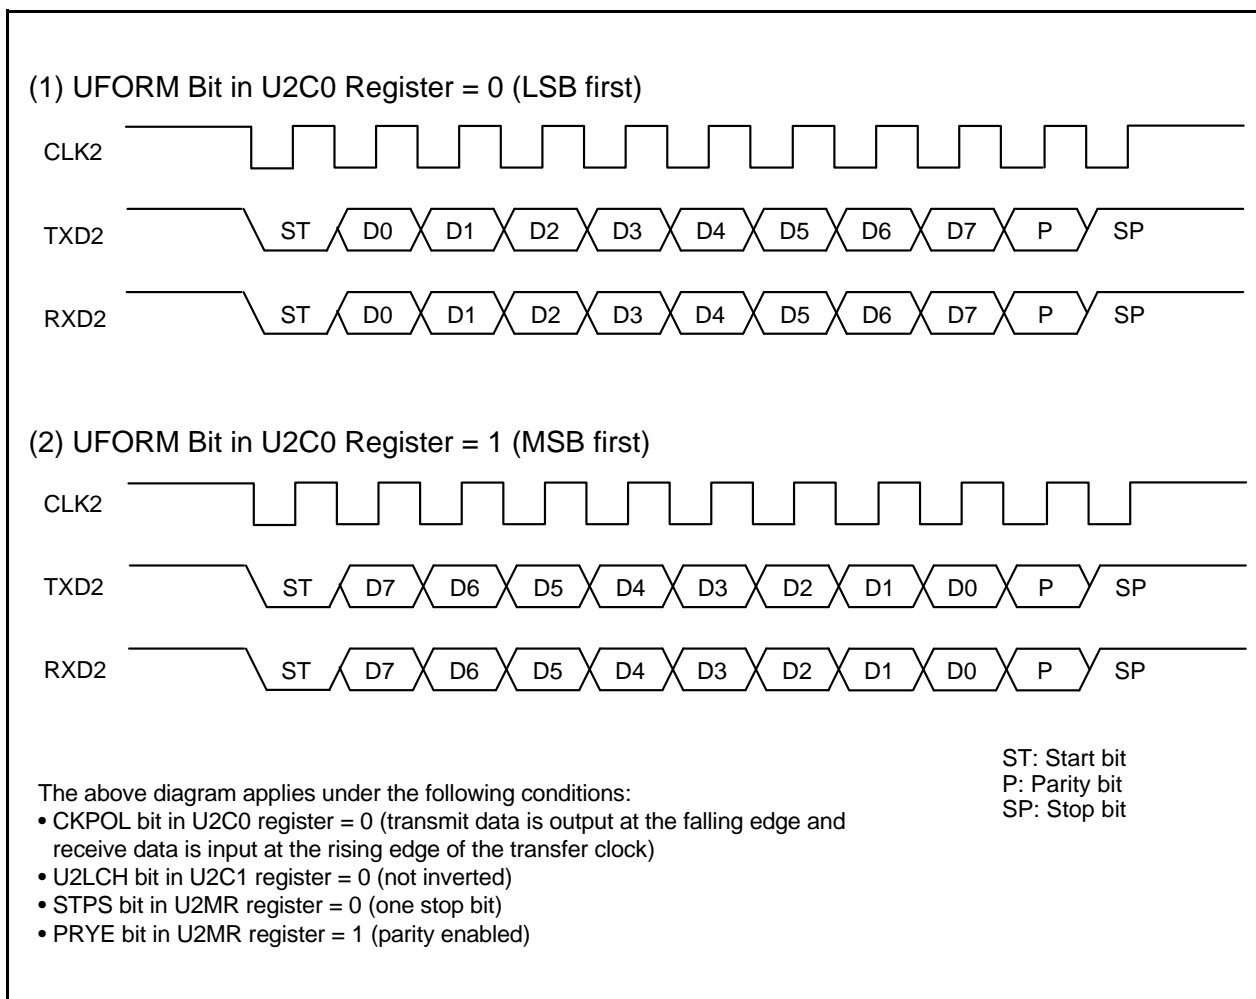 (1) UFORM Bit in U2C0 Register = 0 (LSB first)
CLK2
TXD2 ST D0 D1 D2 D3 D4 D5 D6 D7 P SP
RXD2 ST D0 D1 D2 D3 D4 D5 D6 D7 P SP
(2) UFORM Bit in U2C0 Register = 1 (MSB first)
CLK2
TXD2 ST D7 D6 D5 D4 D3 D2 D1 D0 P SP
RXD2 ST D7 D6 D5 D4 D3 D2 D1 D0 P SP
ST: Start bit
P: Parity bit
SP: Stop bit
The above diagram applies under the following conditions:
• CKPOL bit in U2C0 register = 0 (transmit data is output at the falling edge and
receive data is input at the rising edge of the transfer clock)
• U2LCH bit in U2C1 register = 0 (not inverted)
• STPS bit in U2MR register = 0 (one stop bit)
• PRYE bit in U2MR register = 1 (parity enabled)